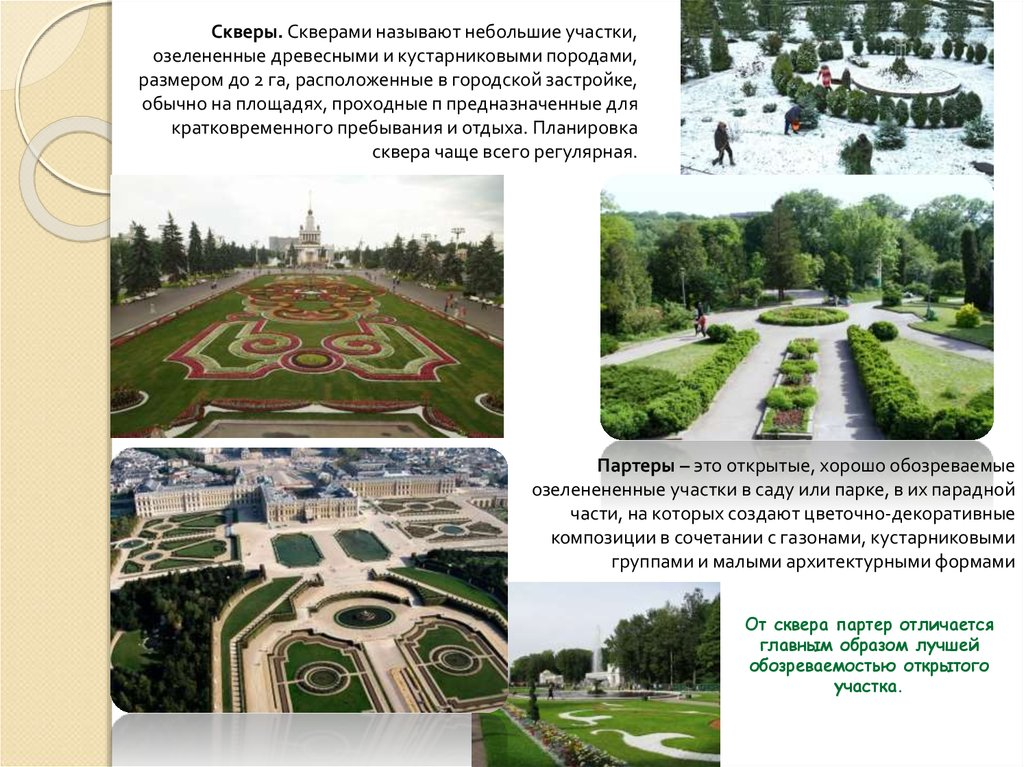 Скверы. Скверами называют небольшие участки,
озелененные древесными и кустарниковыми породами,
размером до 2 га, расположенные в городской застройке,
обычно на площадях, проходные п предназначенные для
кратковременного пребывания и отдыха. Планировка
сквера чаще всего регулярная.
Партеры – это открытые, хорошо обозреваемые
озеленененные участки в саду или парке, в их парадной
части, на которых создают цветочно-декоративные
композиции в сочетании с газонами, кустарниковыми
группами и малыми архитектурными формами
От сквера партер отличается
главным образом лучшей
обозреваемостью открытого
участка.